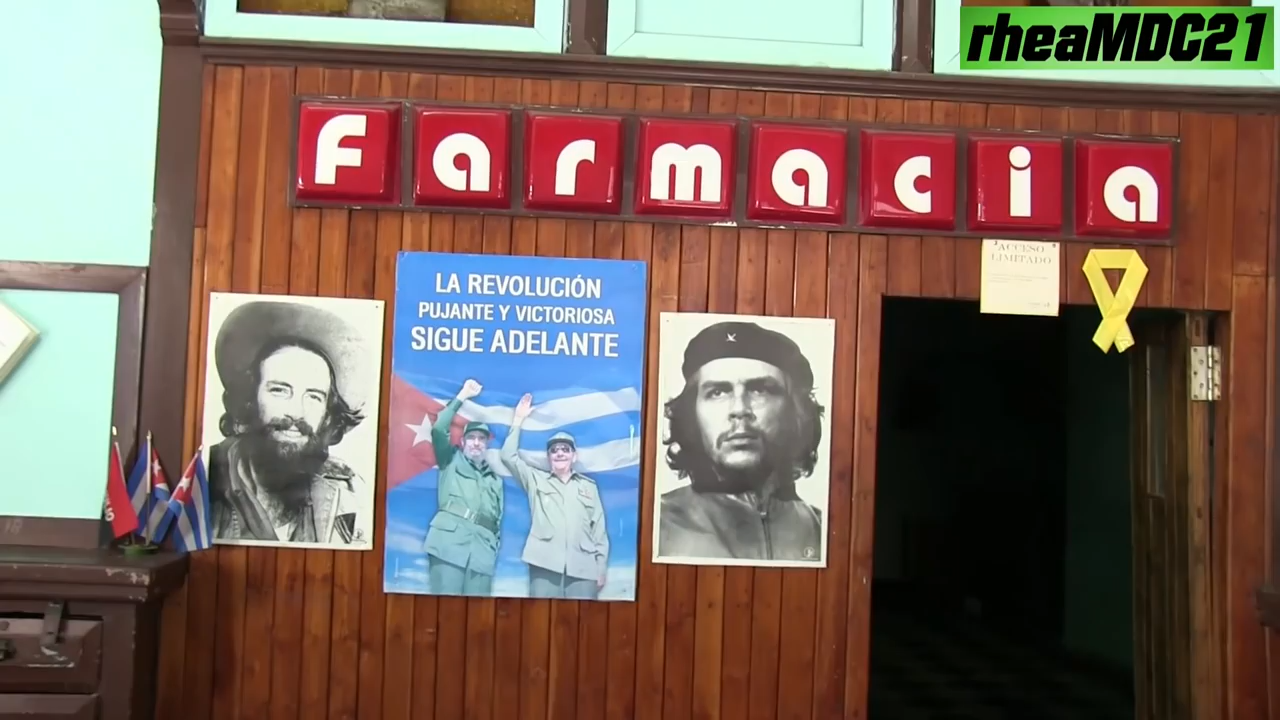 rheaMDC21
Farmacia
ACCESO
LIMITADO
LA REVOLUCIÓN
PUJANTE Y VICTORIOSA
SIGUE ADELANTE